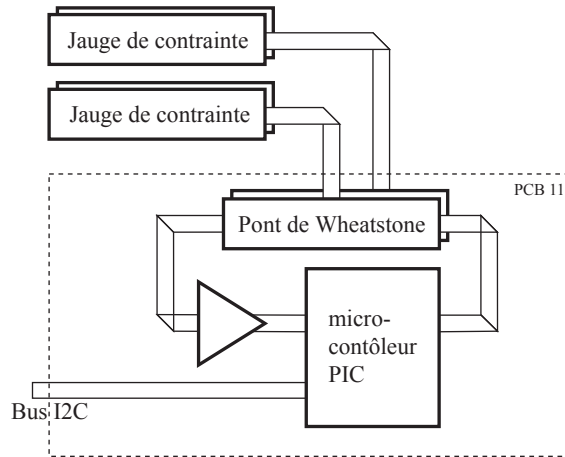 Jauge de contrainte
Jauge de contrainte
PCB 11
Pont de Wheatstone
micro-
contôleur
PIC
Bus I2C